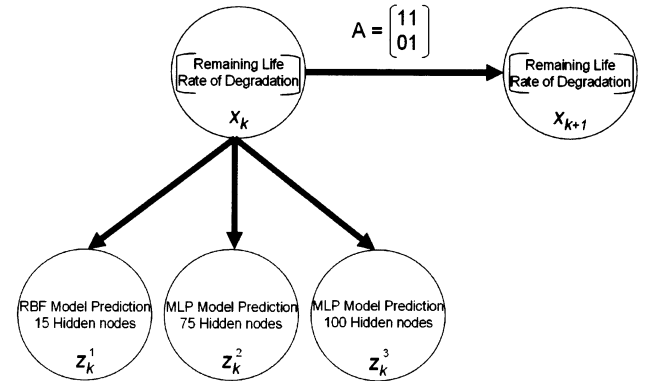 A = [11
01]
[Remaining Life
Rate of Degradation]
x_k
[Remaining Life
Rate of Degradation]
x_{k+1}
RBF Model Prediction
15 Hidden nodes
z_k^1
MLP Model Prediction
75 Hidden nodes
z_k^2
MLP Model Prediction
100 Hidden nodes
z_k^3